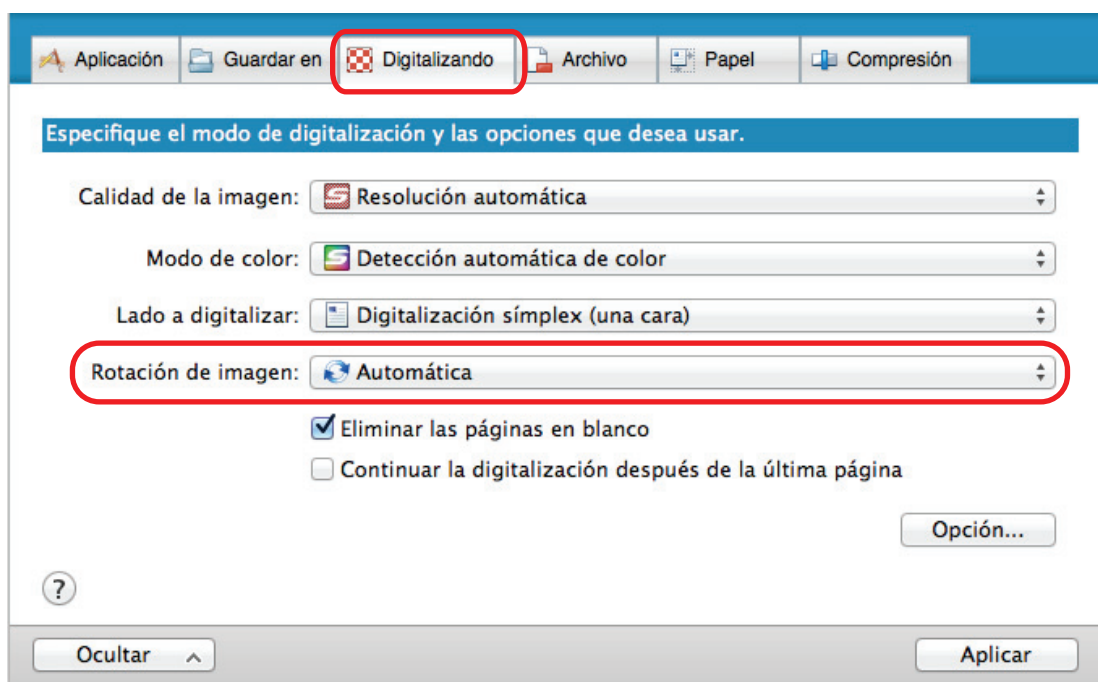 Aplicación Guardar en Digitalizando Archivo Papel Compresión
Especifique el modo de digitalización y las opciones que desea usar.
Calidad de la imagen: Resolución automática
Modo de color: Detección automática de color
Lado a digitalizar: Digitalización símplex (una cara)
Rotación de imagen: Automática
Eliminar las páginas en blanco
Continuar la digitalización después de la última página
Opción...
?
Ocultar Aplicar